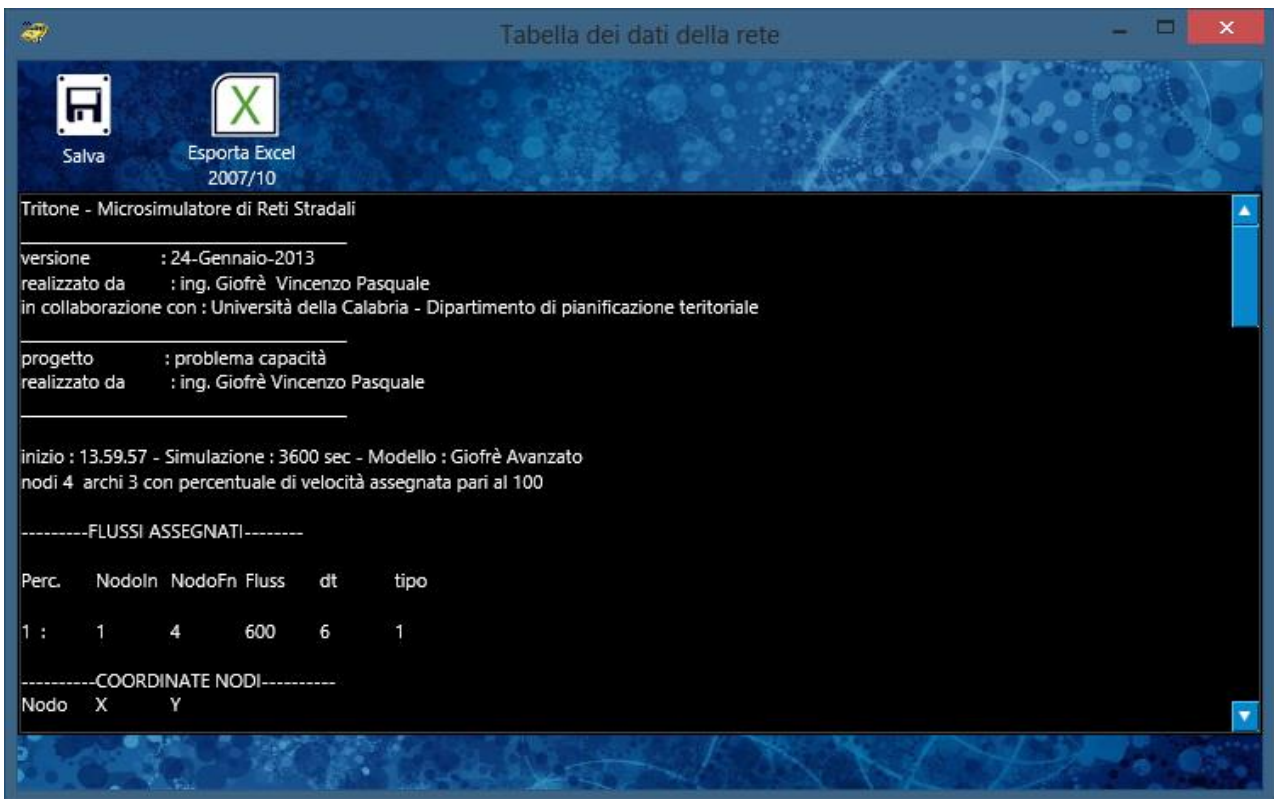 Tabella dei dati della rete
Salva
Esporta Excel
2007/10
Tritone - Microsimulatore di Reti Stradali
versione : 24-Gennaio-2013
realizzato da : ing. Giofrè Vincenzo Pasquale
in collaborazione con : Università della Calabria - Dipartimento di pianificazione teritoriale
progetto : problema capacità
realizzato da : ing. Giofrè Vincenzo Pasquale
inizio : 13.59.57 - Simulazione : 3600 sec - Modello : Giofrè Avanzato
nodi 4 archi 3 con percentuale di velocità assegnata pari al 100
---------FLUSSI ASSEGNATI--------
Perc. NodoIn NodoFn Fluss dt tipo
1 : 1 4 600 6 1
----------COORDINATE NODI----------
Nodo X Y